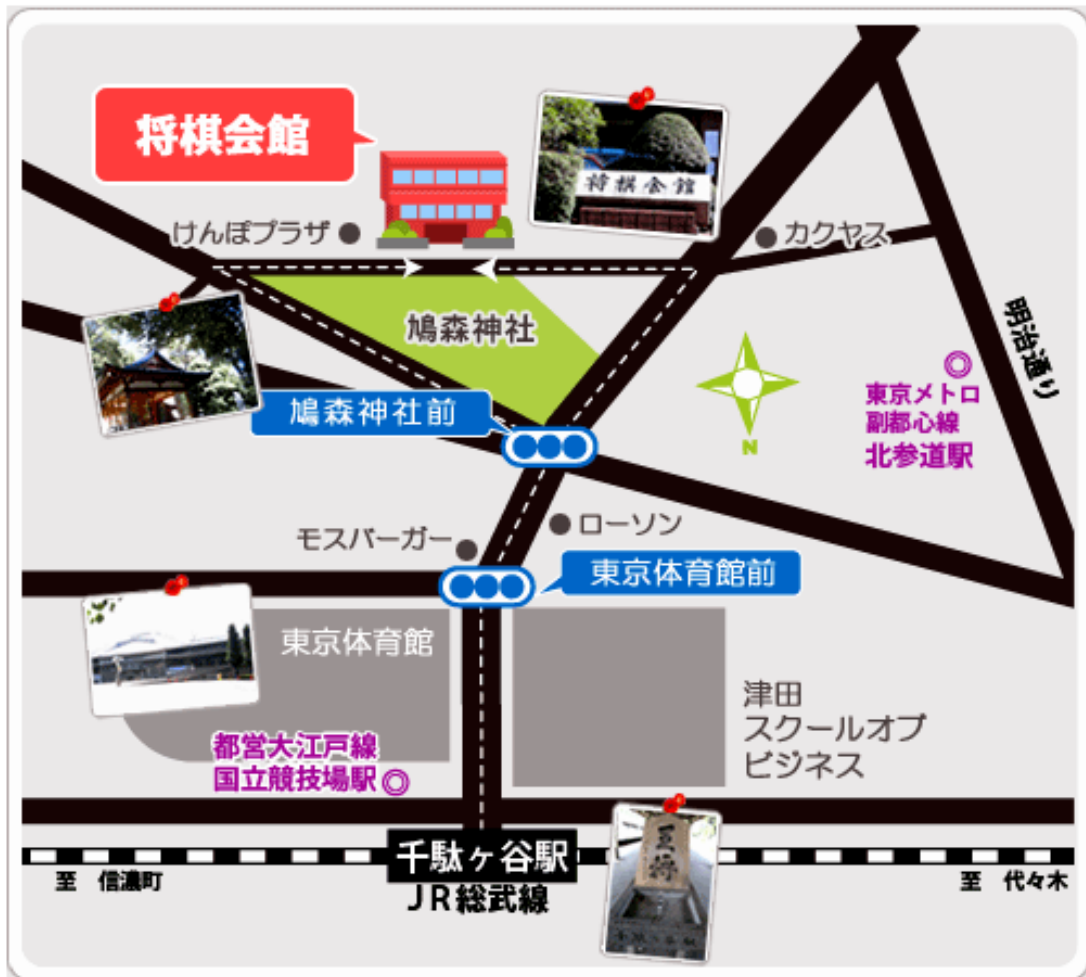 将棋会館
将棋会館
けんぽプラザ
カクヤス
鳩森神社
明治通り
東京メトロ
副都心線
北参道駅
鳩森神社前
N
ローソン
モスバーガー
東京体育館前
東京体育館
津田
スクールオブ
ビジネス
都営大江戸線
国立競技場駅
王将
千駄ヶ谷駅
JR総武線
至 信濃町
至 代々木